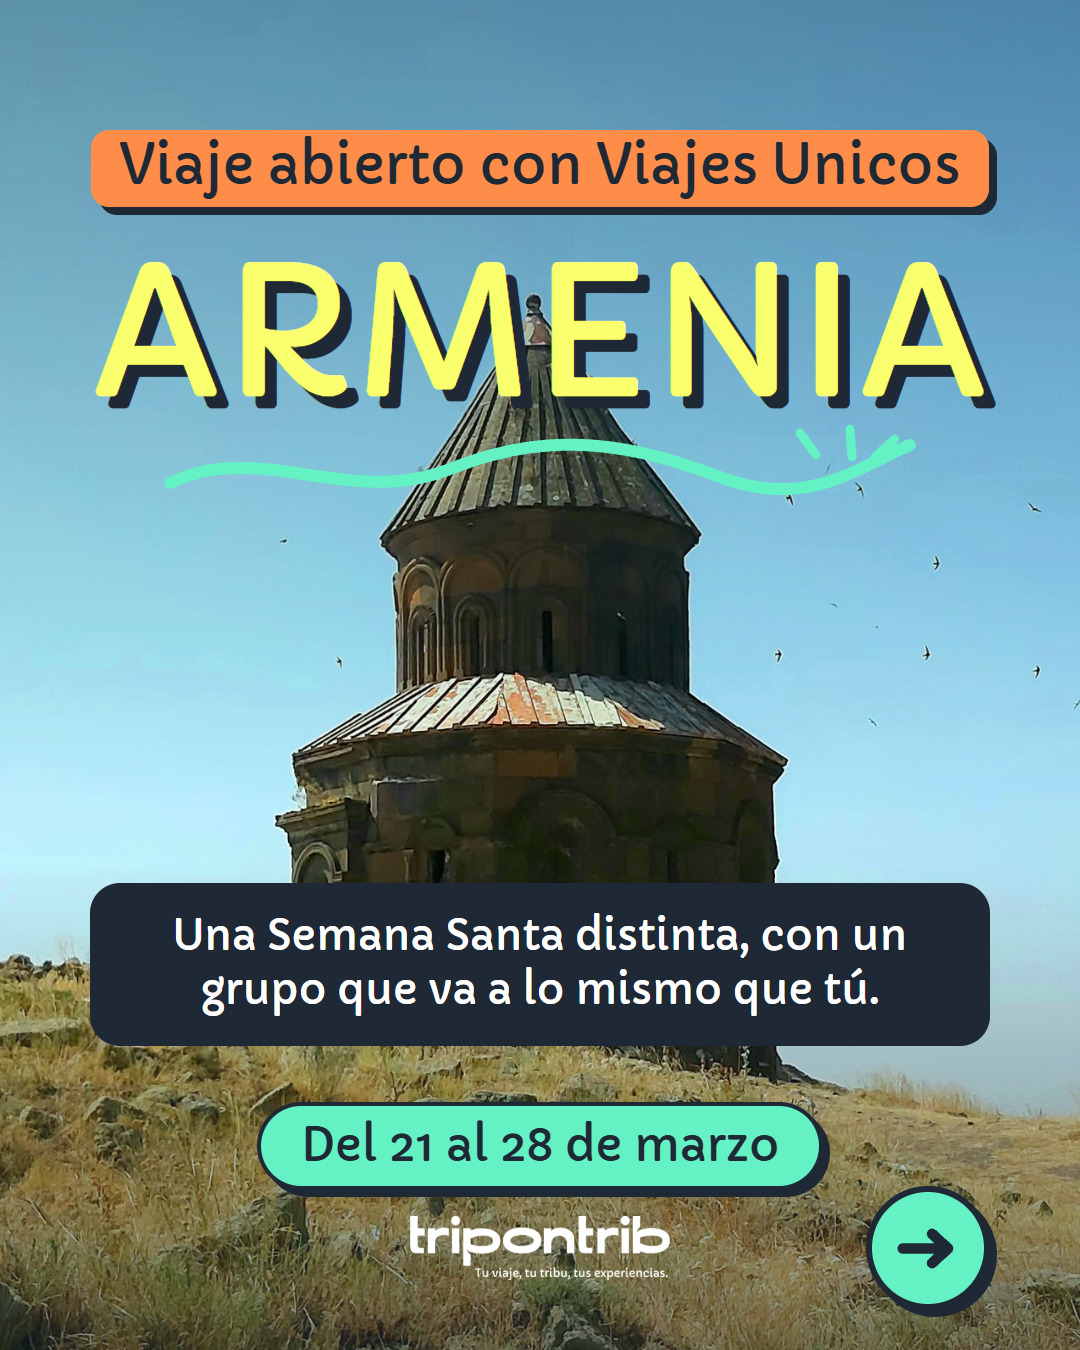 Viaje abierto con Viajes Unicos
ARMENIA
Una Semana Santa distinta, con un
grupo que va a lo mismo que tú.
Del 21 al 28 de marzo
tripontrib
Tu viaje, tu tribu, tus experiencias.